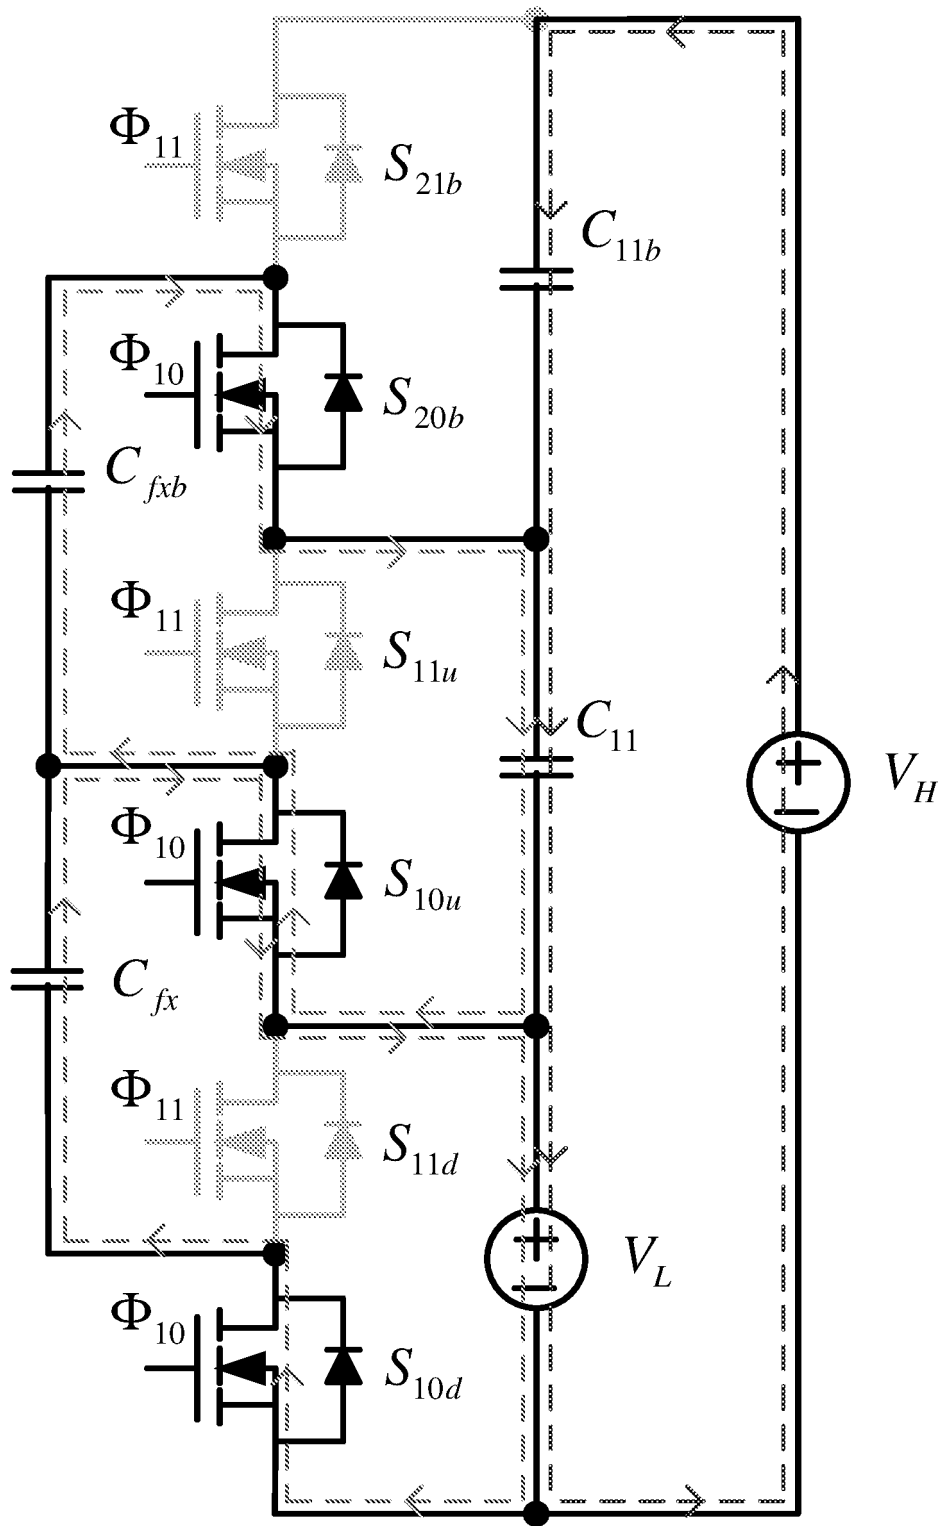 Φ11
S21b
C11b
Φ10
S20b
Cfxb
Φ11
S11u
C11
VH
Φ10
S10u
Cfx
Φ11
S11d
VL
Φ10
S10d